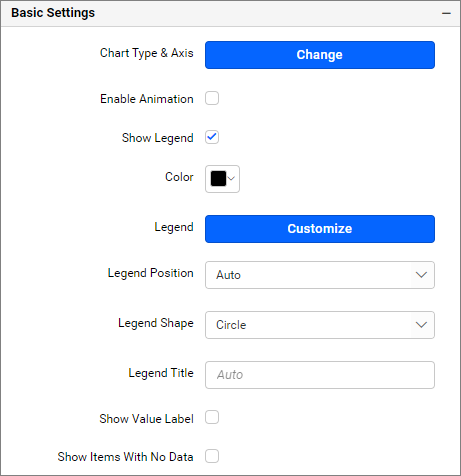 Basic Settings
Chart Type & Axis Change
Enable Animation
Show Legend
Color
Legend Customize
Legend Position Auto
Legend Shape Circle
Legend Title Auto
Show Value Label
Show Items With No Data